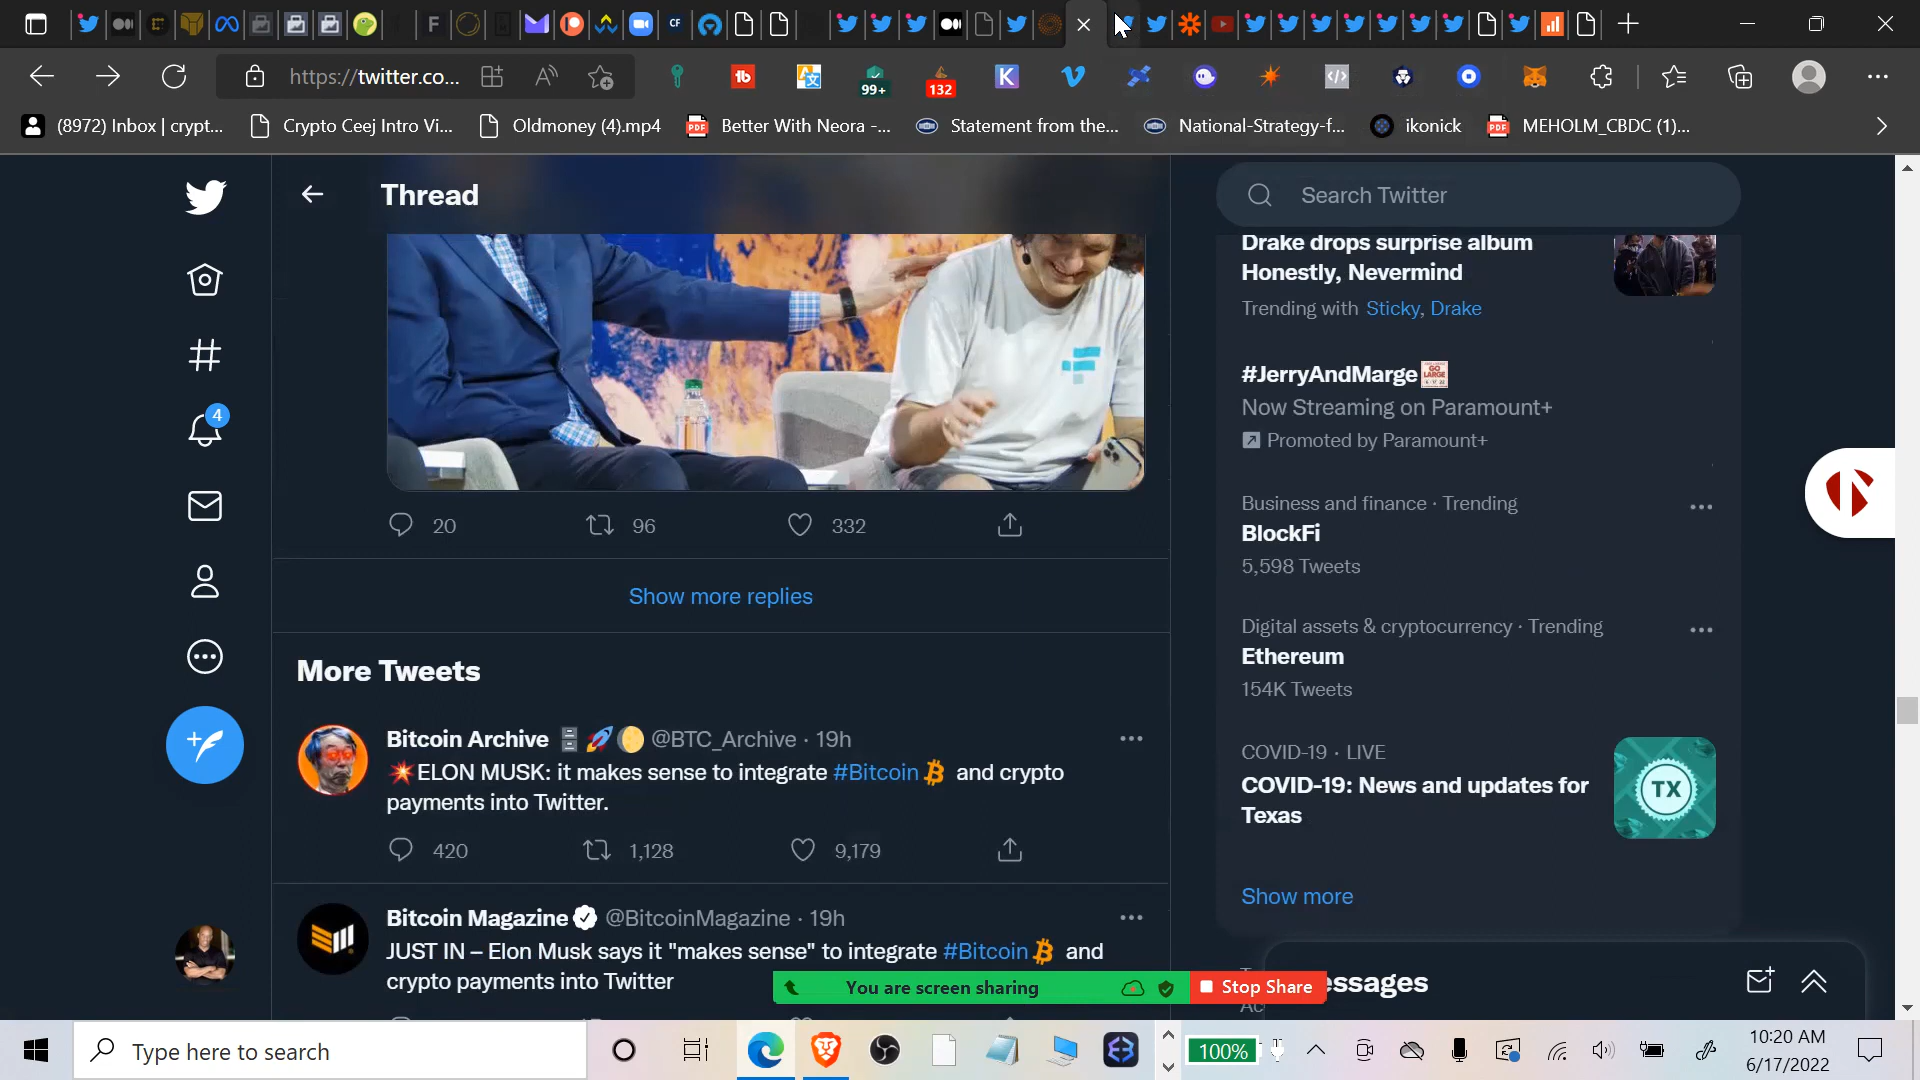 https://twitter.co...
99+
132
(8972) Inbox | crypt...
Crypto Ceej Intro Vi...
Oldmoney (4).mp4
Better With Neora -...
Statement from the...
National-Strategy-f...
ikonick
MEHOLM_CBDC (1)...
Thread
Search Twitter
Drake drops surprise album
Honestly, Nevermind
Trending with Sticky, Drake
#JerryAndMarge
Now Streaming on Paramount+
Promoted by Paramount+
20
96
332
Business and finance · Trending
BlockFi
5,598 Tweets
Show more replies
Digital assets & cryptocurrency · Trending
Ethereum
154K Tweets
More Tweets
4
Bitcoin Archive @BTC_Archive · 19h
ELON MUSK: it makes sense to integrate #Bitcoin and crypto
payments into Twitter.
420
1,128
9,179
COVID-19 · LIVE
COVID-19: News and updates for
Texas
TX
Show more
Bitcoin Magazine @BitcoinMagazine · 19h
JUST IN – Elon Musk says it "makes sense" to integrate #Bitcoin and
crypto payments into Twitter
You are screen sharing
Stop Share
essages
Type here to search
100%
10:20 AM
6/17/2022